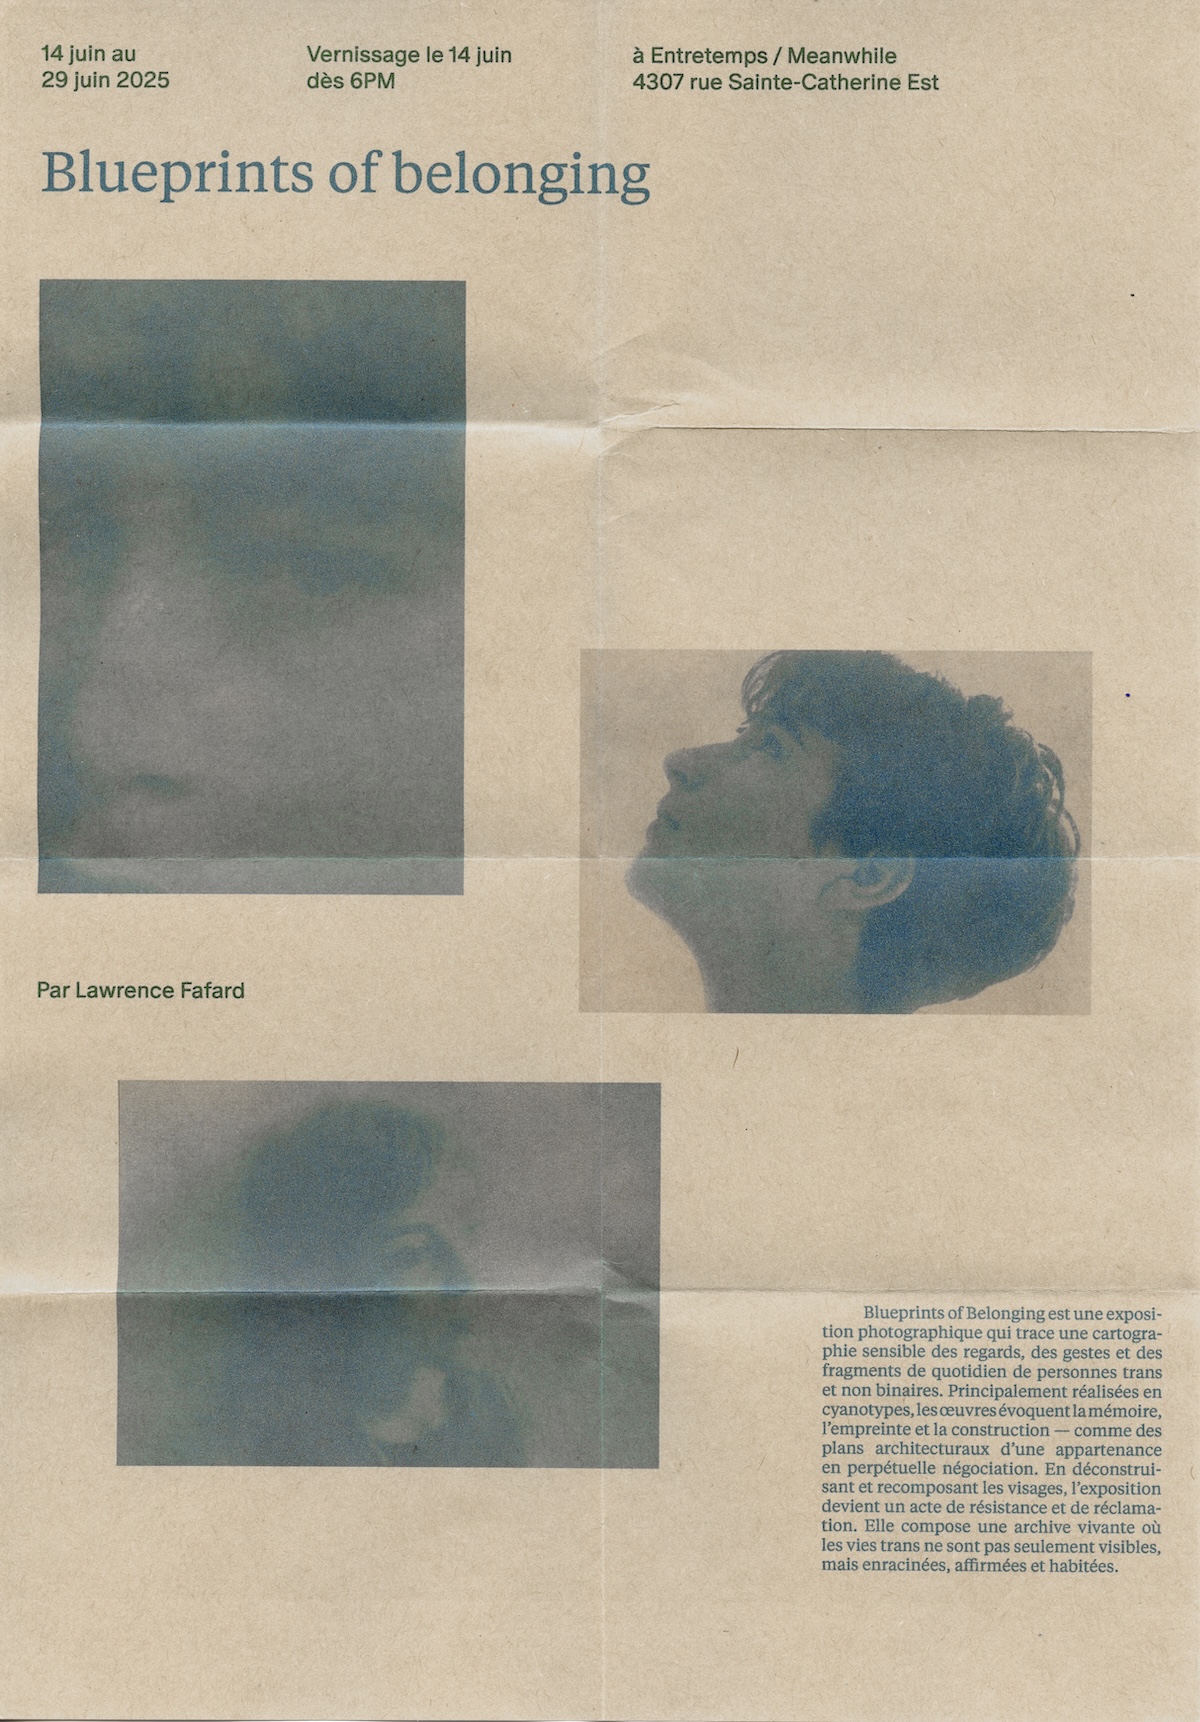 14 juin au
29 juin 2025
Vernissage le 14 juin
dès 6PM
à Entretemps / Meanwhile
4307 rue Sainte-Catherine Est
Blueprints of belonging
Par Lawrence Fafard
Blueprints of Belonging est une exposi-
tion photographique qui trace une cartogra-
phie sensible des regards, des gestes et des
fragments de quotidien de personnes trans
et non binaires. Principalement réalisées en
cyanotypes, les œuvres évoquent la mémoire,
l’empreinte et la construction — comme des
plans architecturaux d’une appartenance
en perpétuelle négociation. En déconstrui-
sant et recomposant les visages, l’exposition
devient un acte de résistance et de réclama-
tion. Elle compose une archive vivante où
les vies trans ne sont pas seulement visibles,
mais enracinées, affirmées et habitées.